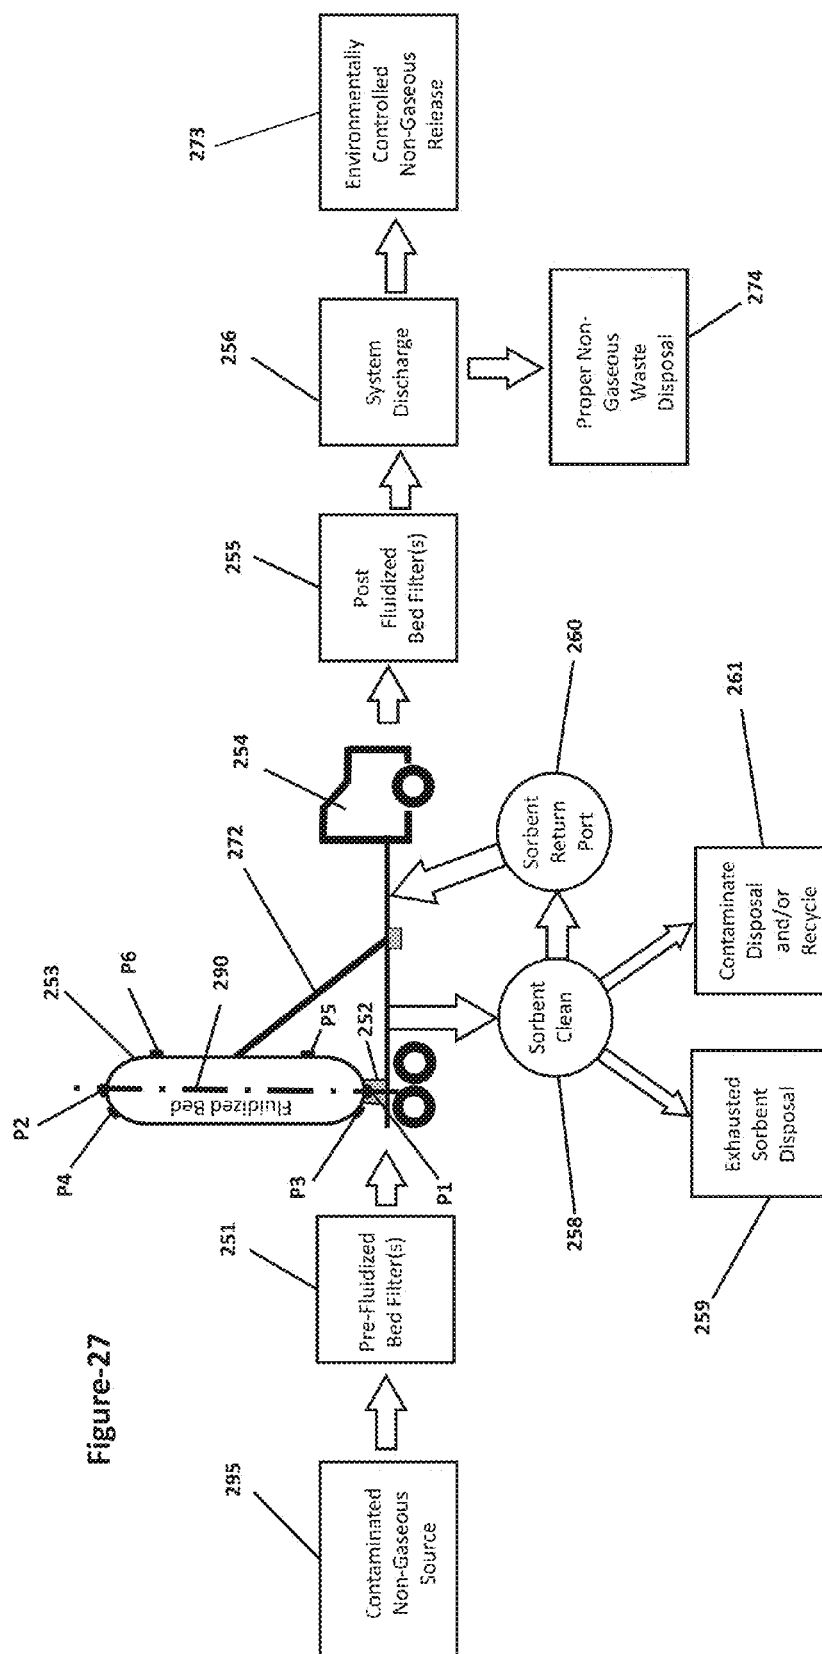 Figure-27
295
Contaminated
Non-Gaseous
Source
251
Pre-Fluidized
Bed Filter(s)
P2
P4
253
P6
290
Fluidized Bed
P5
252
P3
P1
272
254
255
Post
Fluidized
Bed Filter(s)
256
System
Discharge
273
Environmentally
Controlled
Non-Gaseous
Release
Proper Non-
Gaseous
Waste
Disposal
274
Sorbent
Clean
258
Sorbent
Return
Port
260
Exhausted
Sorbent
Disposal
259
Contaminate
Disposal
and/or
Recycle
261